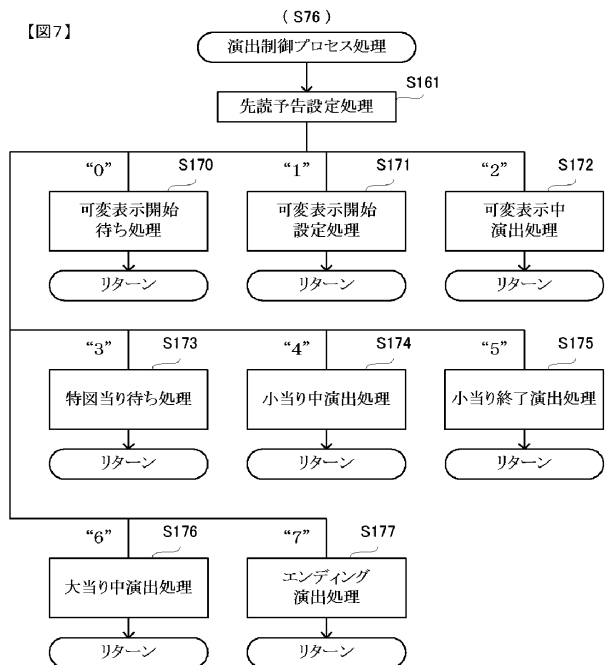 【図7】
(S76)
演出制御プロセス処理
S161
先読予告設定処理
“0” S170
可変表示開始
待ち処理
リターン
“1” S171
可変表示開始
設定処理
リターン
“2” S172
可変表示中
演出処理
リターン
“3” S173
特図当り待ち処理
リターン
“4” S174
小当り中演出処理
リターン
“5” S175
小当り終了演出処理
リターン
“6” S176
大当り中演出処理
リターン
“7” S177
エンディング
演出処理
リターン